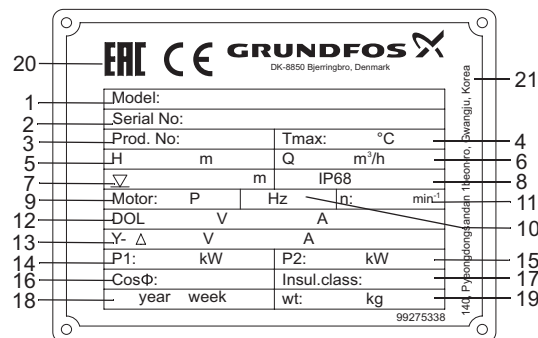 EAC CE GRUNDFOS
DK-8850 Bjerringbro, Denmark
20
21
1 Model:
2 Serial No:
3 Prod. No: Tmax: °C 4
5 H m Q m³/h 6
7 ▽ m IP68 8
9 Motor: P Hz n: min⁻¹ 11
10
12 DOL V A
13 Y- Δ V A
14 P1: kW P2: kW 15
16 CosΦ: Insul.class: 17
18 year week wt: kg 19
99275338
140, Pyeongdongsandan 1beon-ro, Gwangju, Korea